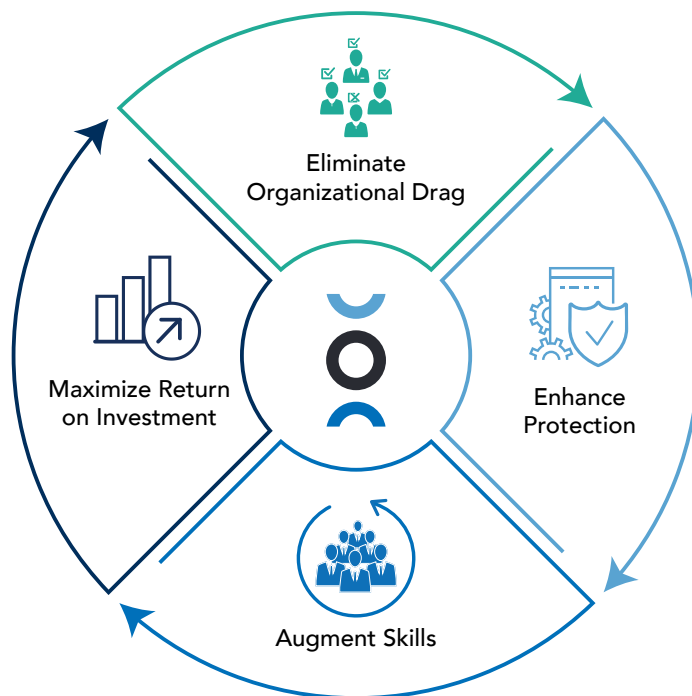 Eliminate
Organizational Drag
Maximize Return
on Investment
Enhance
Protection
Augment Skills